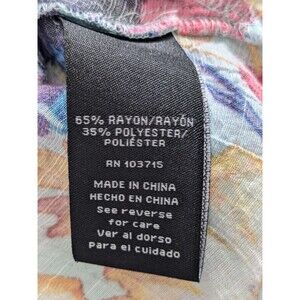 65% RAYON/RAYÓN
35% POLYESTER/
POLIÉSTER
RN 103715
MADE IN CHINA
HECHO EN CHINA
See reverse
for care
Ver al dorso
para el cuidado